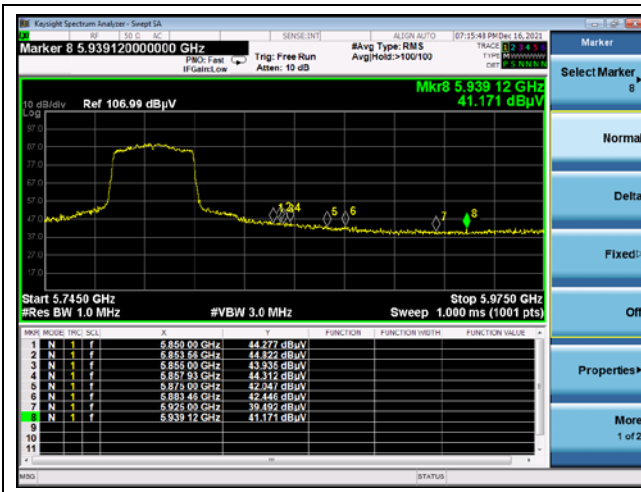 Keysight Spectrum Analyzer - Swept SA
RF 50 Ω AC SENSE:INT ALIGN AUTO 07:15:48 PM Dec 16, 2021
Marker 8 5.939120000000 GHz
PNO: Fast
IFGain:Low
Trig: Free Run
Atten: 10 dB
#Avg Type: RMS
Avg|Hold:>100/100
TRACE 1 2 3 4 5 6
TYPE M W W W W W
DET P S N N N N
Mkr8 5.939 12 GHz
41.171 dBµV
10 dB/div Ref 106.99 dBµV
Log
97.0
87.0
77.0
67.0
57.0
47.0
37.0
27.0
17.0
1 2 3 4 5 6 7 8
Start 5.7450 GHz Stop 5.9750 GHz
#Res BW 1.0 MHz #VBW 3.0 MHz Sweep 1.000 ms (1001 pts)
MKR MODE TRC SCL X Y FUNCTION FUNCTION WIDTH FUNCTION VALUE
1 N 1 f 5.850 00 GHz 44.277 dBµV
2 N 1 f 5.853 56 GHz 44.822 dBµV
3 N 1 f 5.855 00 GHz 43.935 dBµV
4 N 1 f 5.857 93 GHz 44.312 dBµV
5 N 1 f 5.875 00 GHz 42.047 dBµV
6 N 1 f 5.883 46 GHz 42.446 dBµV
7 N 1 f 5.925 00 GHz 39.492 dBµV
8 N 1 f 5.939 12 GHz 41.171 dBµV
9
10
11
MSG STATUS
Marker
Select Marker
8
Normal
Delta
Fixed
Off
Properties
More
1 of 2